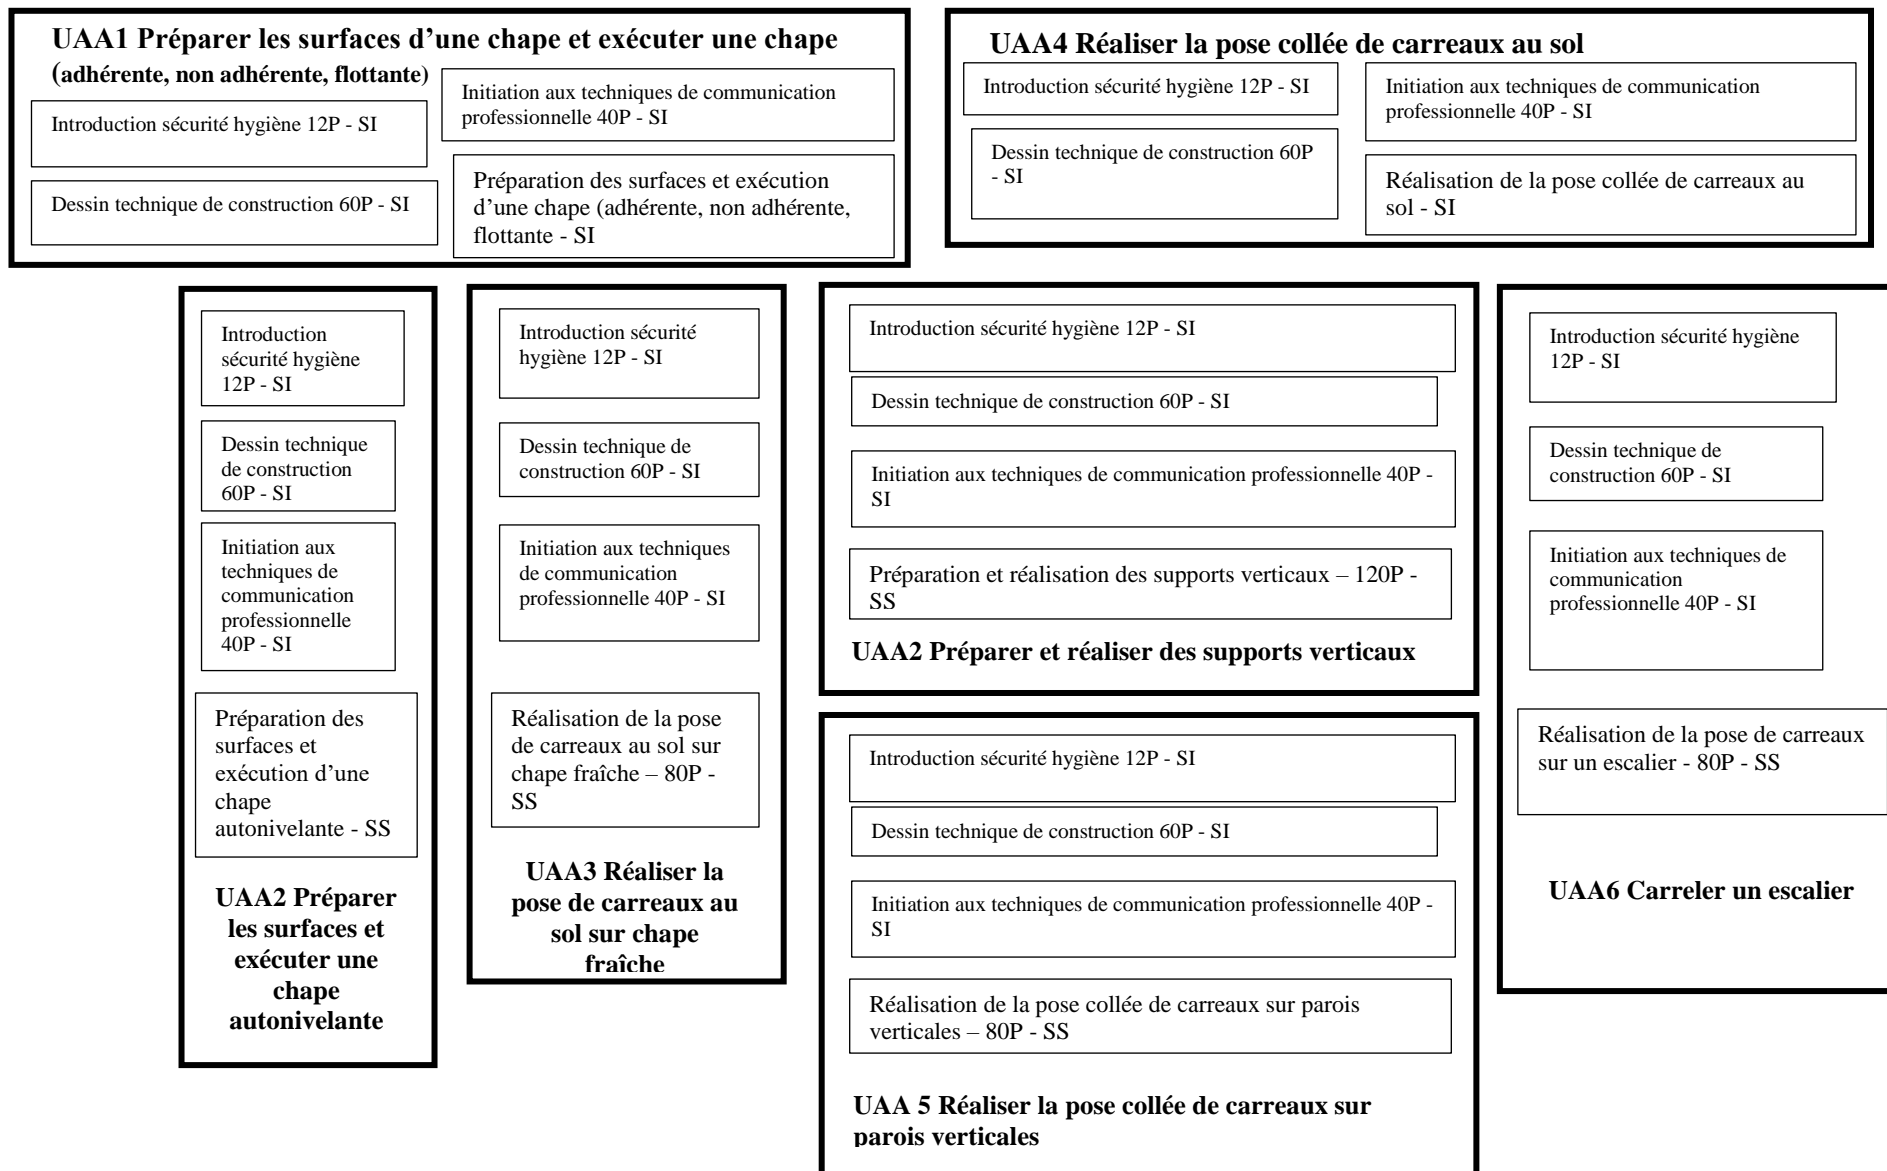 UAA1 Préparer les surfaces d’une chape et exécuter une chape
(adhérente, non adhérente, flottante)
Introduction sécurité hygiène 12P - SI
Dessin technique de construction 60P - SI
Initiation aux techniques de communication
professionnelle 40P - SI
Préparation des surfaces et exécution
d’une chape (adhérente, non adhérente,
flottante - SI
UAA4 Réaliser la pose collée de carreaux au sol
Introduction sécurité hygiène 12P - SI
Dessin technique de construction 60P
- SI
Initiation aux techniques de communication
professionnelle 40P - SI
Réalisation de la pose collée de carreaux au
sol - SI
Introduction
sécurité hygiène
12P - SI
Dessin technique
de construction
60P - SI
Initiation aux
techniques de
communication
professionnelle
40P - SI
Préparation des
surfaces et
exécution d’une
chape
autonivelante - SS
UAA2 Préparer
les surfaces et
exécuter une
chape
autonivelante
Introduction sécurité
hygiène 12P - SI
Dessin technique de
construction 60P - SI
Initiation aux techniques
de communication
professionnelle 40P - SI
Réalisation de la pose
de carreaux au sol sur
chape fraîche – 80P -
SS
UAA3 Réaliser la
pose de carreaux au
sol sur chape
fraîche
Introduction sécurité hygiène 12P - SI
Dessin technique de construction 60P - SI
Initiation aux techniques de communication professionnelle 40P -
SI
Préparation et réalisation des supports verticaux – 120P -
SS
UAA2 Préparer et réaliser des supports verticaux
Introduction sécurité hygiène 12P - SI
Dessin technique de construction 60P - SI
Initiation aux techniques de communication professionnelle 40P -
SI
Réalisation de la pose collée de carreaux sur parois
verticales – 80P - SS
UAA 5 Réaliser la pose collée de carreaux sur
parois verticales
Introduction sécurité hygiène
12P - SI
Dessin technique de
construction 60P - SI
Initiation aux techniques de
communication
professionnelle 40P - SI
Réalisation de la pose de carreaux
sur un escalier - 80P - SS
UAA6 Carreler un escalier